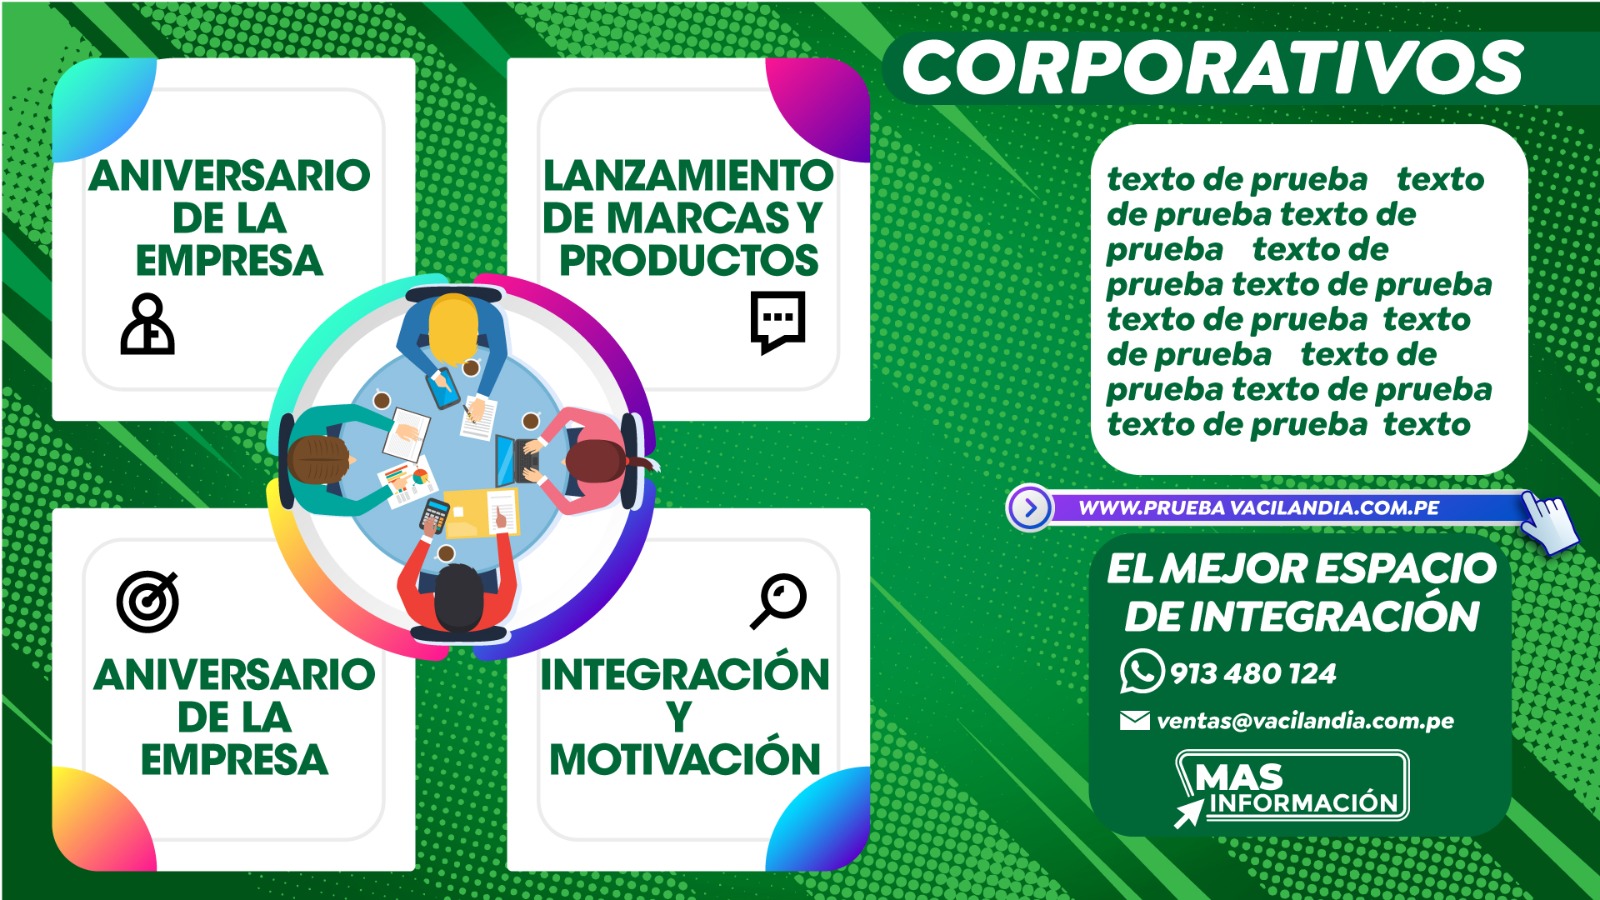 CORPORATIVOS
ANIVERSARIO
DE LA
EMPRESA
LANZAMIENTO
DE MARCAS Y
PRODUCTOS
ANIVERSARIO
DE LA
EMPRESA
INTEGRACIÓN
Y
MOTIVACIÓN
texto de prueba texto
de prueba texto de
prueba texto de
prueba texto de prueba
texto de prueba texto
de prueba texto de
prueba texto de prueba
texto de prueba texto
WWW.PRUEBA VACILANDIA.COM.PE
EL MEJOR ESPACIO
DE INTEGRACIÓN
913 480 124
ventas@vacilandia.com.pe
MAS
INFORMACIÓN